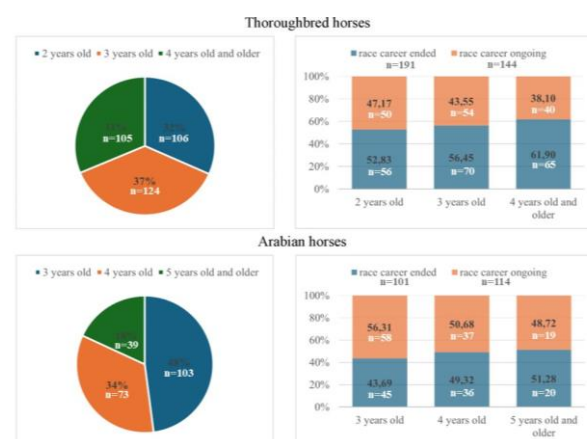 Thoroughbred horses
2 years old 3 years old 4 years old and older
n=105
n=106
37%
n=124
race career ended race career ongoing
n=191 n=144
100%
80%
60%
40%
20%
0%
47,17 43,55 38,10
n=50 n=54 n=40
52,83 56,45 61,90
n=56 n=70 n=65
2 years old 3 years old 4 years old and older
Arabian horses
3 years old 4 years old 5 years old and older
n=39
48%
n=103
34%
n=73
race career ended race career ongoing
n=101 n=114
100%
80%
60%
40%
20%
0%
56,31 50,68 48,72
n=58 n=37 n=19
43,69 49,32 51,28
n=45 n=36 n=20
3 years old 4 years old 5 years old and older